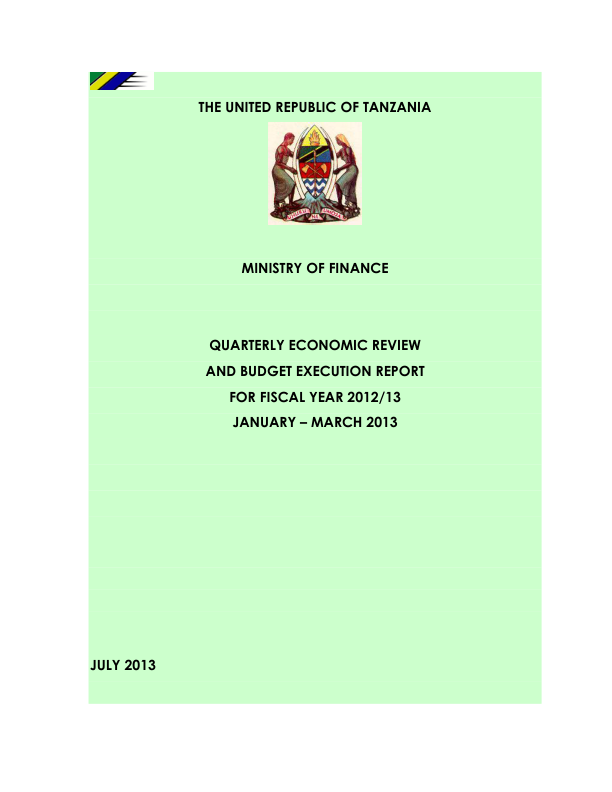 THE UNITED REPUBLIC OF TANZANIA
MINISTRY OF FINANCE
QUARTERLY ECONOMIC REVIEW
AND BUDGET EXECUTION REPORT
FOR FISCAL YEAR 2012/13
JANUARY – MARCH 2013
JULY 2013